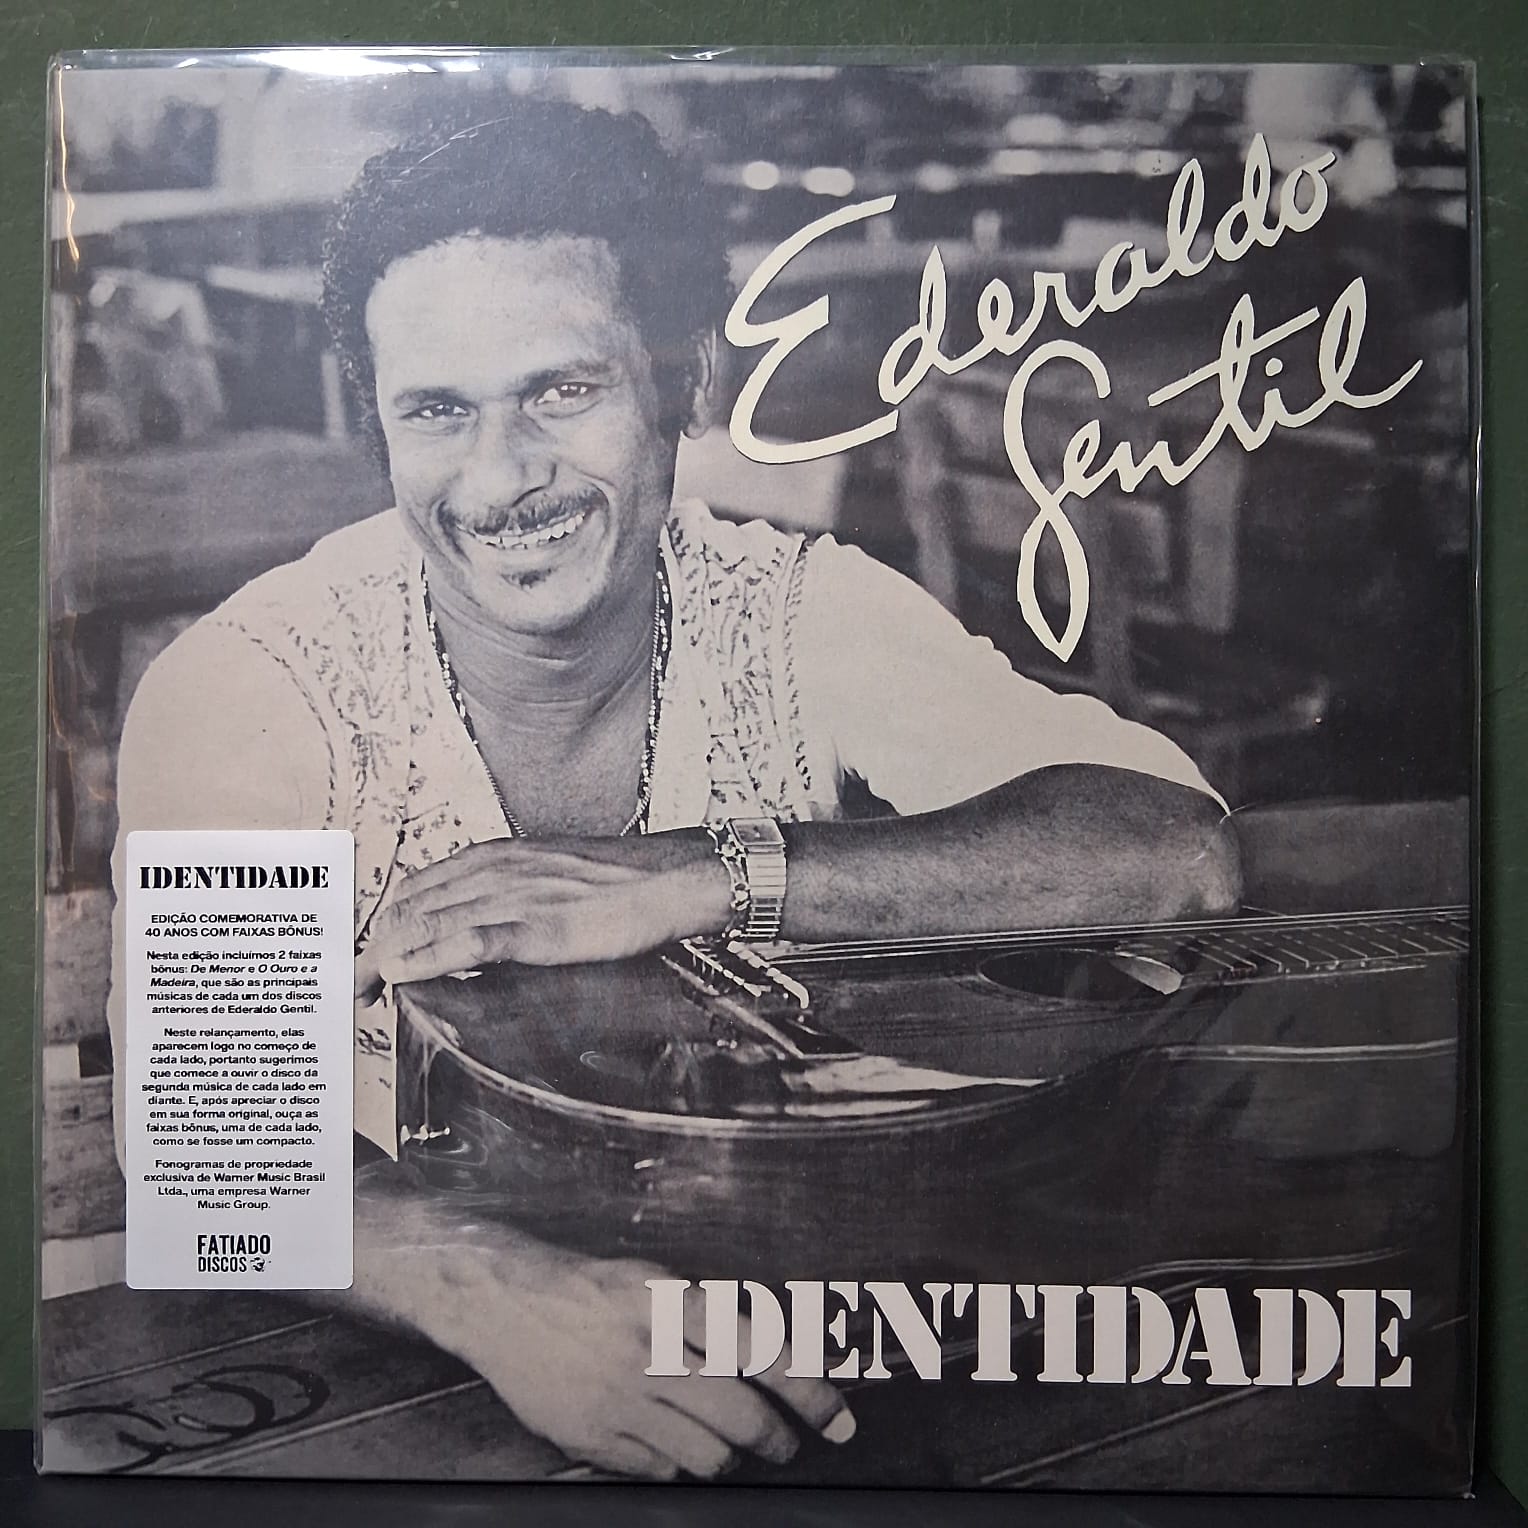 Ederaldo
Gentil
IDENTIDADE
EDIÇÃO COMEMORATIVA DE
40 ANOS COM FAIXAS BÔNUS!
Nesta edição incluímos 2 faixas
bônus: De Menor e O Ouro e a
Madeira, que são as principais
músicas de cada um dos discos
anteriores de Ederaldo Gentil.
Neste relançamento, elas
aparecem logo no começo de
cada lado, portanto sugerimos
que comece a ouvir o disco da
segunda música de cada lado em
diante. E, após apreciar o disco
em sua forma original, ouça as
faixas bônus, uma de cada lado,
como se fosse um compacto.
Fonogramas de propriedade
exclusiva de Warner Music Brasil
Ltda., uma empresa Warner
Music Group.
FATIADO
DISCOS
IDENTIDADE